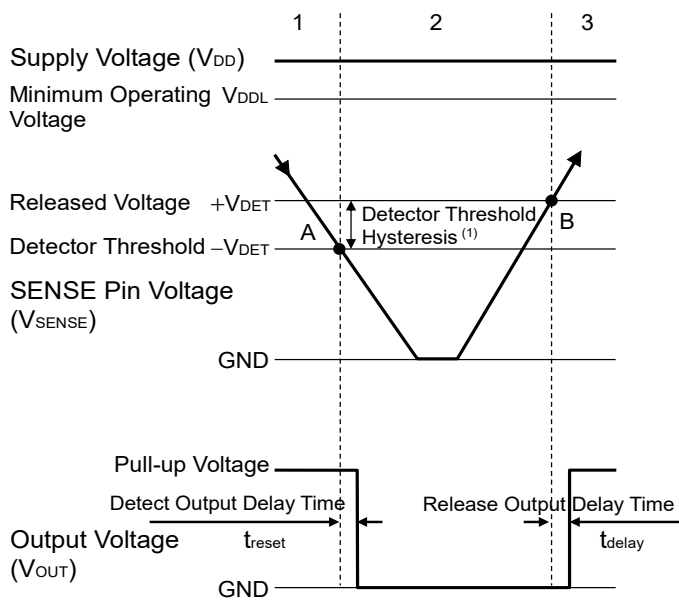 1 2 3
Supply Voltage (VDD)
Minimum Operating VDDL
Voltage
Released Voltage +VDET
Detector Threshold
Hysteresis (1)
A
B
Detector Threshold −VDET
SENSE Pin Voltage
(VSENSE)
GND
Pull-up Voltage
Detect Output Delay Time
Release Output Delay Time
treset
tdelay
Output Voltage
(VOUT)
GND